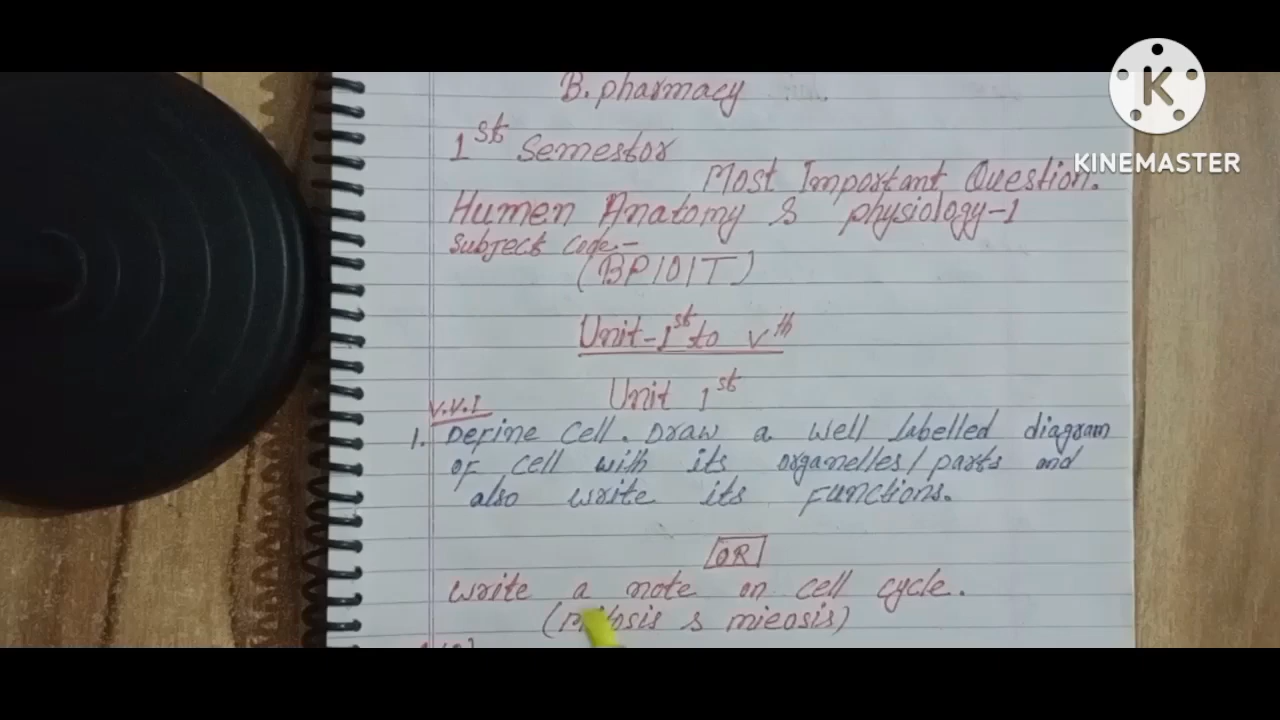 B. pharmacy
1st Semestor
Most Important Question.
Humen Anatomy & physiology-1
Subject Code-
(BP101T)
Unit-1st to Vth
Unit 1st
V.V.I
1. Define Cell. Draw a well labelled diagram
of cell with its organelles/parts and
also write its functions.
OR
Write a note on cell cycle.
(mitosis & mieosis)
K
KINEMASTER